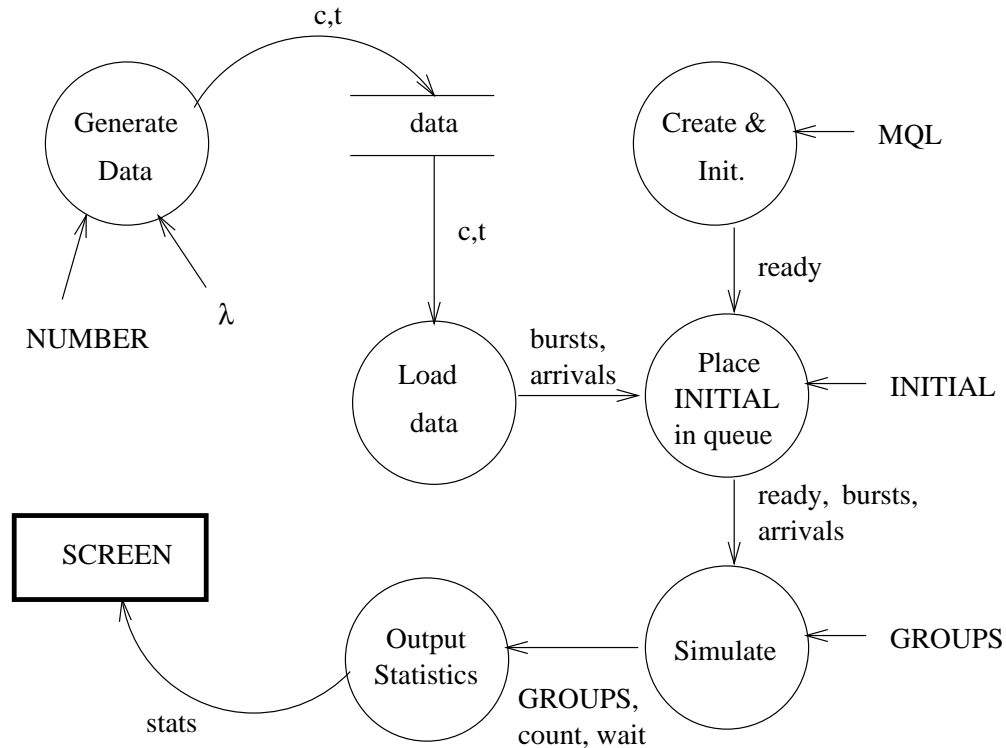 c,t
Generate
Data
data
Create &
Init.
MQL
c,t
ready
λ
NUMBER
bursts,
arrivals
Load
data
Place
INITIAL
in queue
INITIAL
ready, bursts,
arrivals
SCREEN
Output
Statistics
Simulate
GROUPS
GROUPS,
count, wait
stats